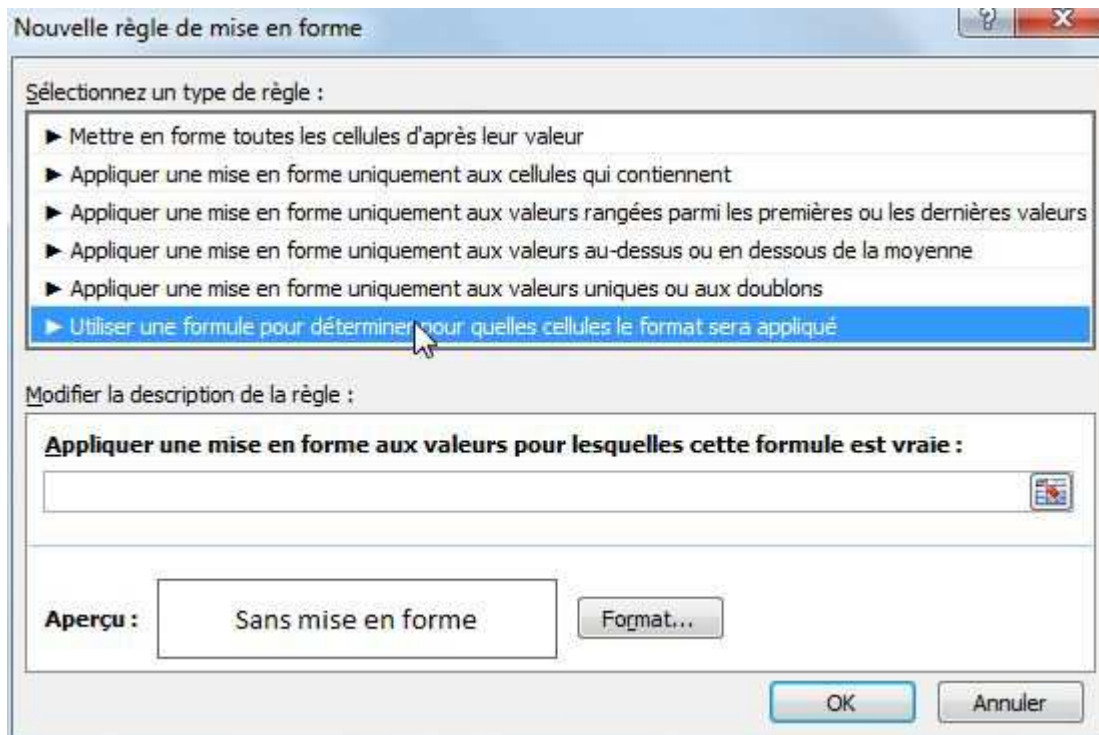 Nouvelle règle de mise en forme
Sélectionnez un type de règle :
► Mettre en forme toutes les cellules d'après leur valeur
► Appliquer une mise en forme uniquement aux cellules qui contiennent
► Appliquer une mise en forme uniquement aux valeurs rangées parmi les premières ou les dernières valeurs
► Appliquer une mise en forme uniquement aux valeurs au-dessus ou en dessous de la moyenne
► Appliquer une mise en forme uniquement aux valeurs uniques ou aux doublons
► Utiliser une formule pour déterminer pour quelles cellules le format sera appliqué
Modifier la description de la règle :
Appliquer une mise en forme aux valeurs pour lesquelles cette formule est vraie :
Aperçu :
Sans mise en forme
Format...
OK
Annuler